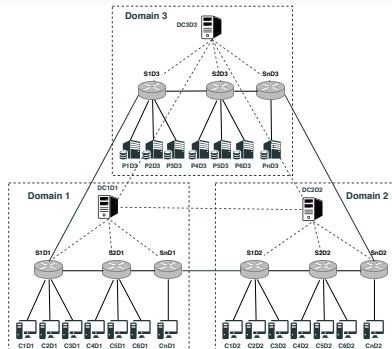 Domain 3
DC3D3
S1D3 S2D3 SnD3
P1D3 P2D3 P3D3 P4D3 P5D3 P6D3 PnD3
Domain 1
DC1D1
S1D1 S2D1 SnD1
C1D1 C2D1 C3D1 C4D1 C5D1 C6D1 CnD1
Domain 2
DC2D2
S1D2 S2D2 SnD2
C1D2 C2D2 C3D2 C4D2 C5D2 C6D2 CnD2